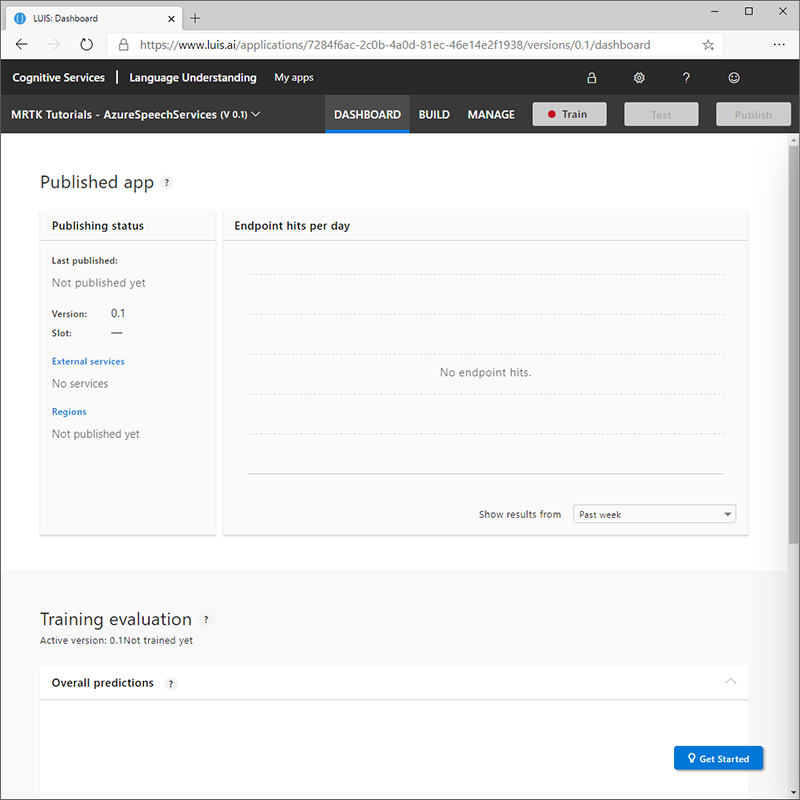 LUIS: Dashboard
https://www.luis.ai/applications/7284f6ac-2c0b-4a0d-81ec-46e14e2f1938/versions/0.1/dashboard
Cognitive Services | Language Understanding My apps ?
MRTK Tutorials - AzureSpeechServices (V 0.1) DASHBOARD BUILD MANAGE Train Test Publish
Published app ?
Publishing status
Last published:
Not published yet
Version: 0.1
Slot: —
External services
No services
Regions
Not published yet
Endpoint hits per day
No endpoint hits.
Show results from Past week
Training evaluation ?
Active version: 0.1Not trained yet
Overall predictions ?
Get Started